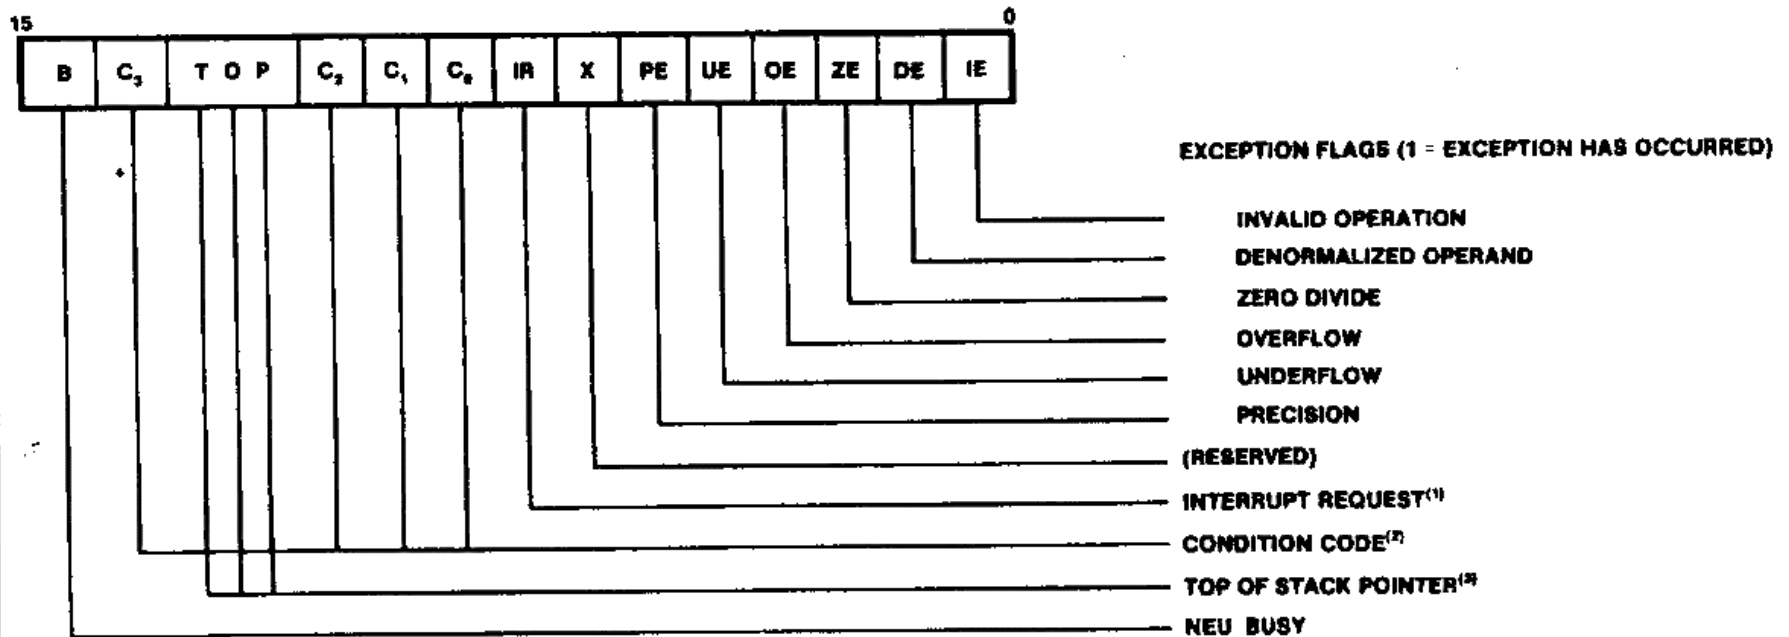 15 0
B C₃ T O P C₂ C₁ C₀ IR X PE UE OE ZE DE IE
EXCEPTION FLAGS (1 = EXCEPTION HAS OCCURRED)
INVALID OPERATION
DENORMALIZED OPERAND
ZERO DIVIDE
OVERFLOW
UNDERFLOW
PRECISION
(RESERVED)
INTERRUPT REQUEST⁽¹⁾
CONDITION CODE⁽²⁾
TOP OF STACK POINTER⁽³⁾
NEU BUSY